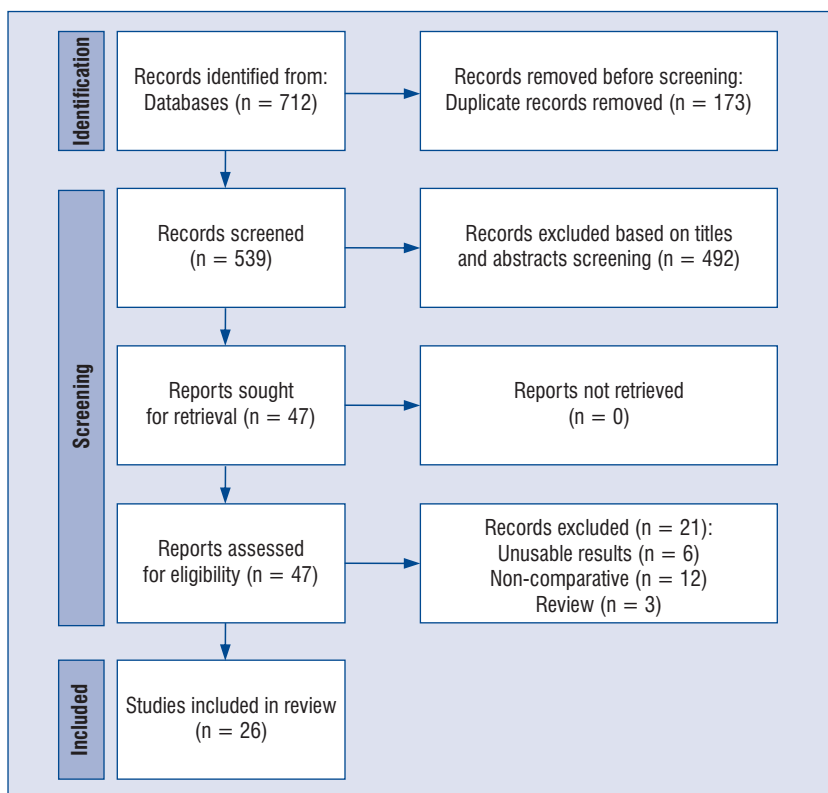 Identification
Records identified from:
Databases (n = 712)
Records removed before screening:
Duplicate records removed (n = 173)
Screening
Records screened
(n = 539)
Records excluded based on titles
and abstracts screening (n = 492)
Reports sought
for retrieval (n = 47)
Reports not retrieved
(n = 0)
Reports assessed
for eligibility (n = 47)
Records excluded (n = 21):
Unusable results (n = 6)
Non-comparative (n = 12)
Review (n = 3)
Included
Studies included in review
(n = 26)